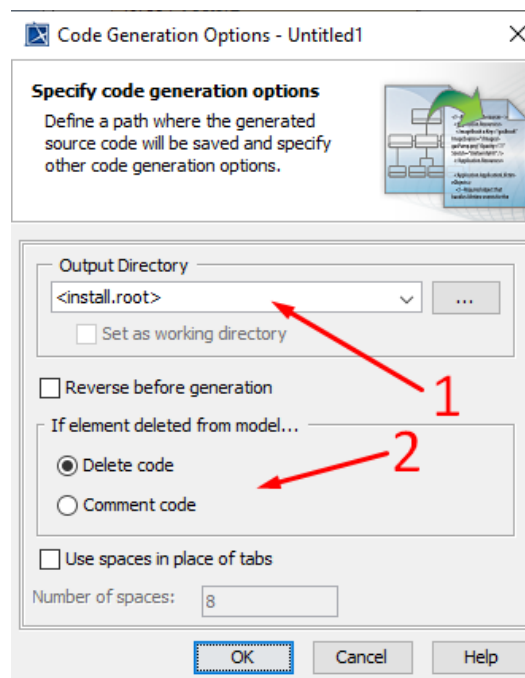 Code Generation Options - Untitled1
Specify code generation options
Define a path where the generated
source code will be saved and specify
other code generation options.
Output Directory
<install.root>
...
Set as working directory
Reverse before generation
1
If element deleted from model...
2
Delete code
Comment code
Use spaces in place of tabs
Number of spaces:
8
OK
Cancel
Help